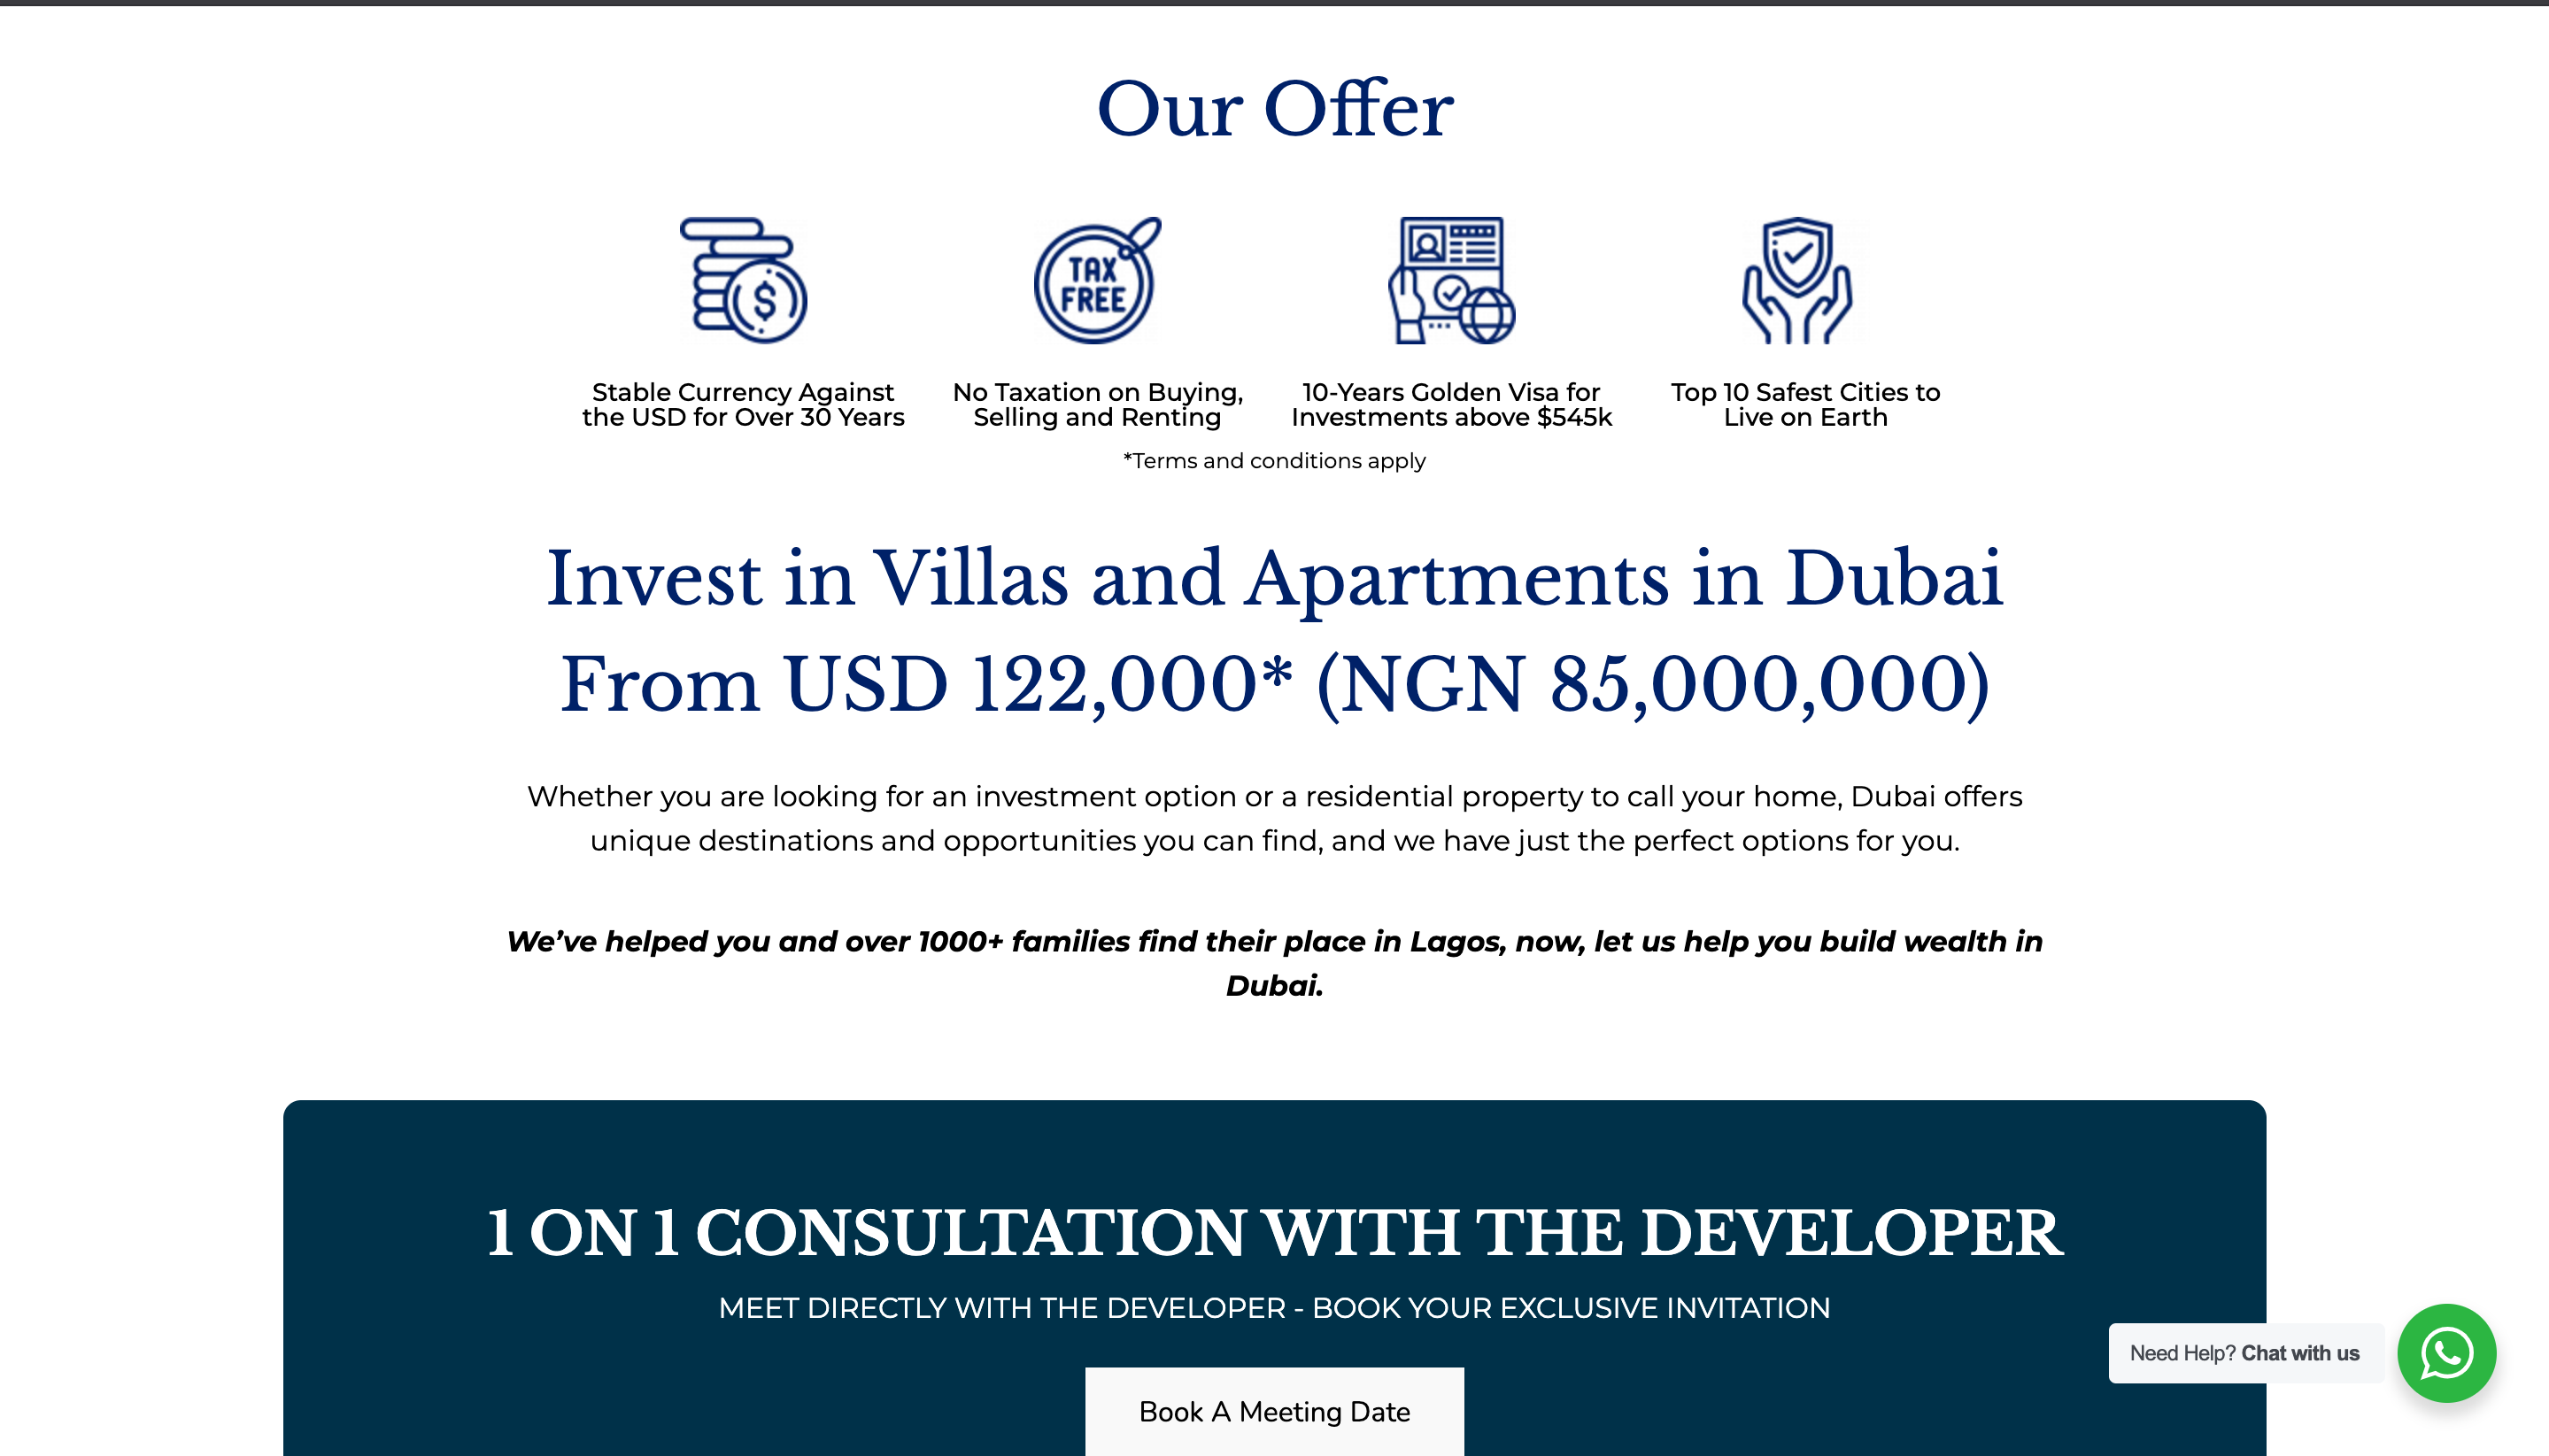 Our Offer
TAX
FREE
Stable Currency Against
the USD for Over 30 Years
No Taxation on Buying,
Selling and Renting
10-Years Golden Visa for
Investments above $545k
Top 10 Safest Cities to
Live on Earth
*Terms and conditions apply
Invest in Villas and Apartments in Dubai
From USD 122,000* (NGN 85,000,000)
Whether you are looking for an investment option or a residential property to call your home, Dubai offers
unique destinations and opportunities you can find, and we have just the perfect options for you.
We’ve helped you and over 1000+ families find their place in Lagos, now, let us help you build wealth in
Dubai.
1 ON 1 CONSULTATION WITH THE DEVELOPER
MEET DIRECTLY WITH THE DEVELOPER - BOOK YOUR EXCLUSIVE INVITATION
Need Help? Chat with us
Book A Meeting Date